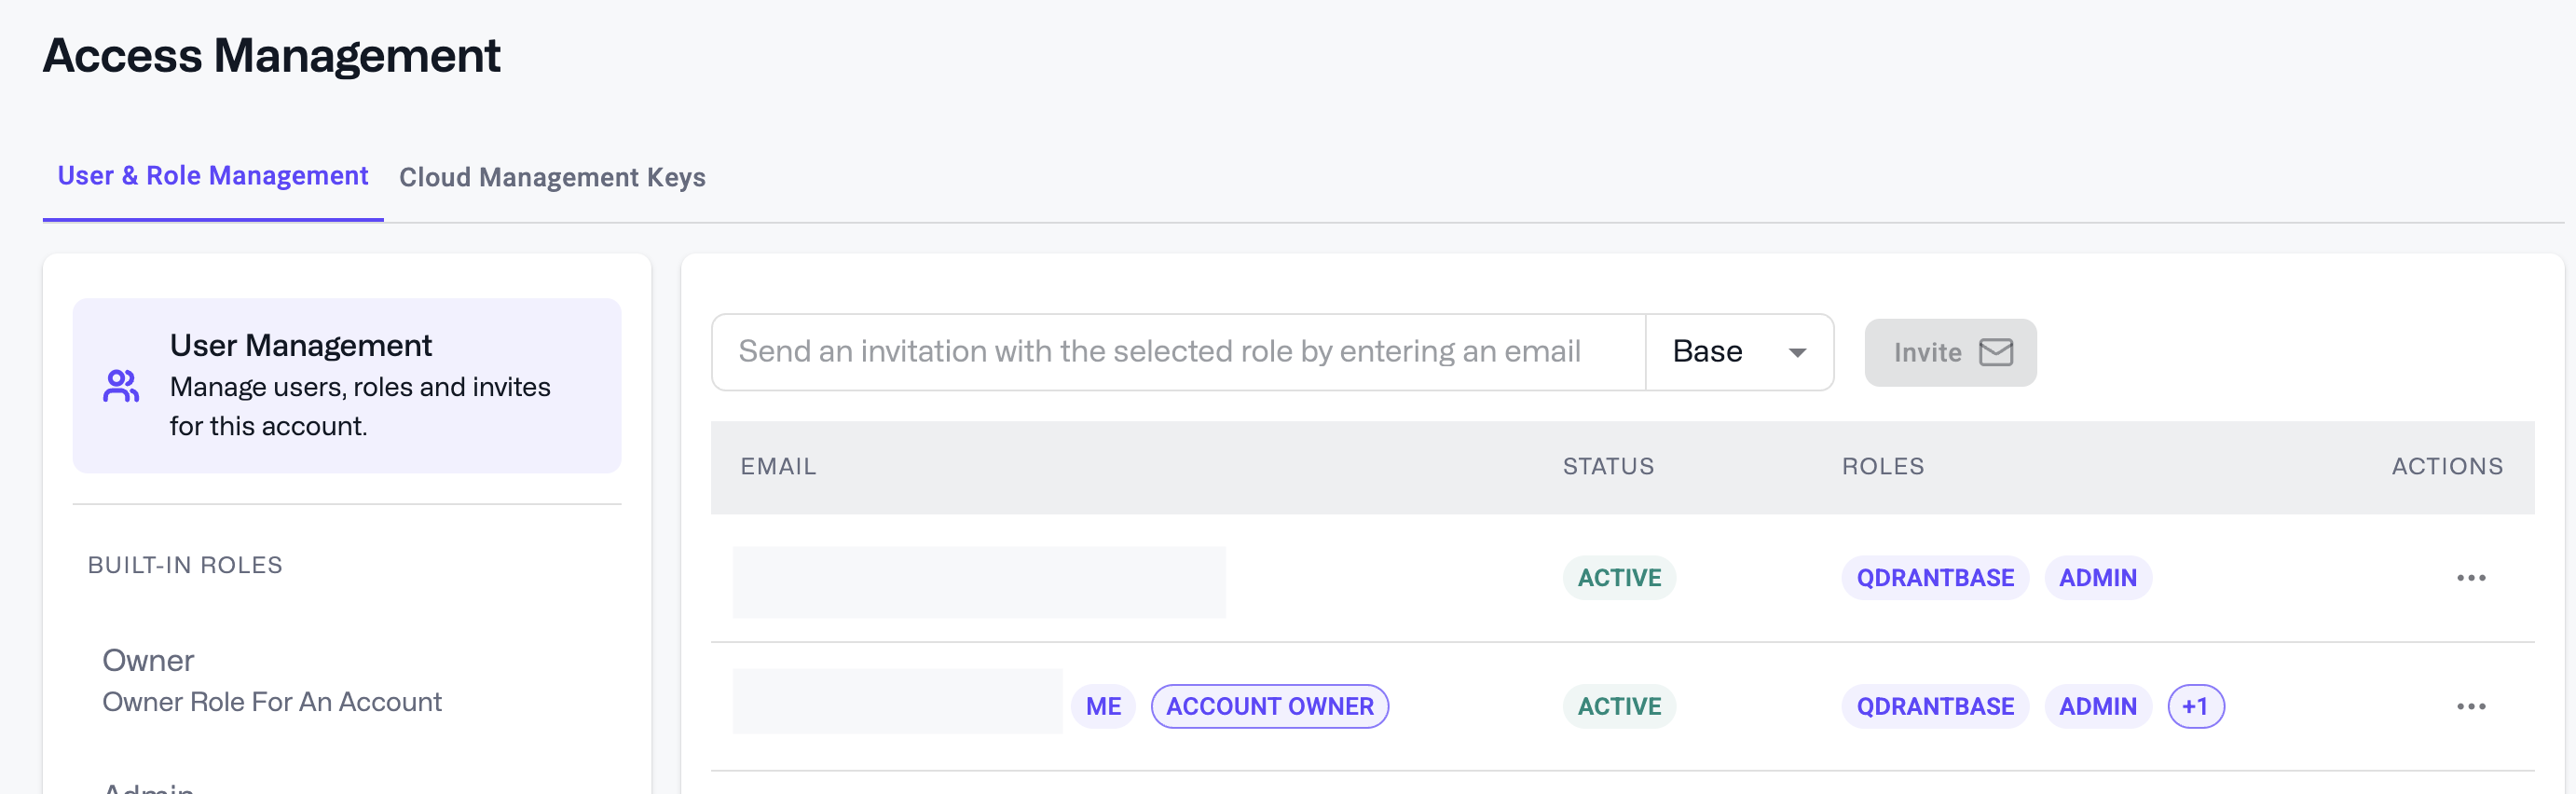 Access Management
User & Role Management Cloud Management Keys
User Management
Manage users, roles and invites
for this account.
BUILT-IN ROLES
Owner
Owner Role For An Account
Admin
Send an invitation with the selected role by entering an email Base Invite
EMAIL STATUS ROLES ACTIONS
ACTIVE QDRANTBASE ADMIN
ME ACCOUNT OWNER ACTIVE QDRANTBASE ADMIN +1